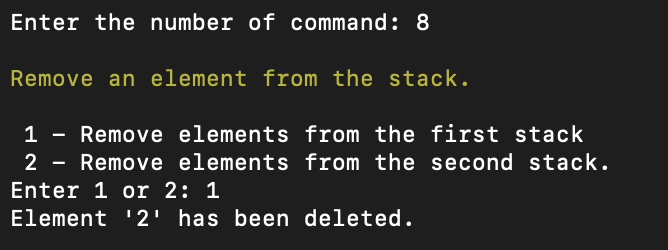 Enter the number of command: 8
Remove an element from the stack.
1 – Remove elements from the first stack
2 – Remove elements from the second stack.
Enter 1 or 2: 1
Element '2' has been deleted.